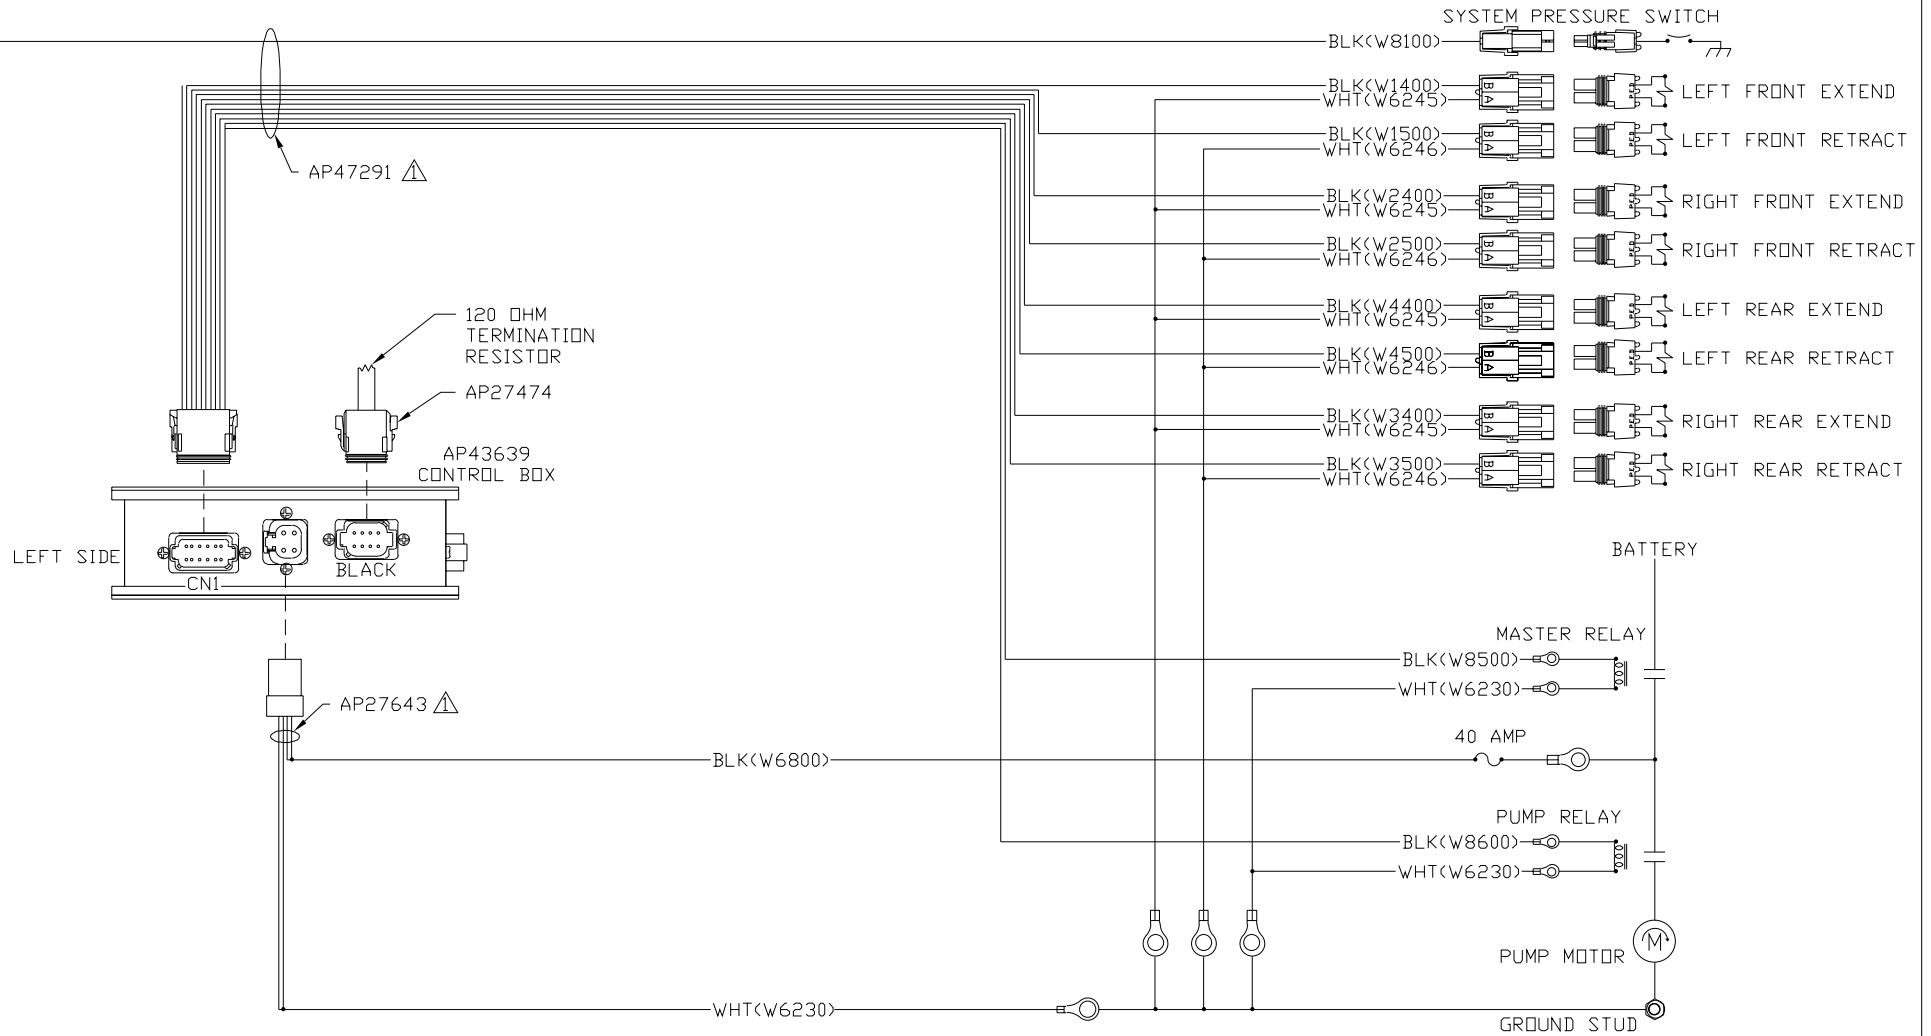 SYSTEM PRESSURE SWITCH
BLK(W8100)
BLK(W1400)
WHT(W6245)
B
A
LEFT FRONT EXTEND
BLK(W1500)
WHT(W6246)
B
A
LEFT FRONT RETRACT
AP47291 1
BLK(W2400)
WHT(W6245)
B
A
RIGHT FRONT EXTEND
BLK(W2500)
WHT(W6246)
B
A
RIGHT FRONT RETRACT
120 OHM
TERMINATION
RESISTOR
BLK(W4400)
WHT(W6245)
B
A
LEFT REAR EXTEND
BLK(W4500)
WHT(W6246)
B
A
LEFT REAR RETRACT
AP27474
BLK(W3400)
WHT(W6245)
B
A
RIGHT REAR EXTEND
AP43639
CONTROL BOX
BLK(W3500)
WHT(W6246)
B
A
RIGHT REAR RETRACT
LEFT SIDE
CN1
BLACK
BATTERY
MASTER RELAY
BLK(W8500)
WHT(W6230)
AP27643 1
40 AMP
BLK(W6800)
PUMP RELAY
BLK(W8600)
WHT(W6230)
M
PUMP MOTOR
WHT(W6230)
GROUND STUD